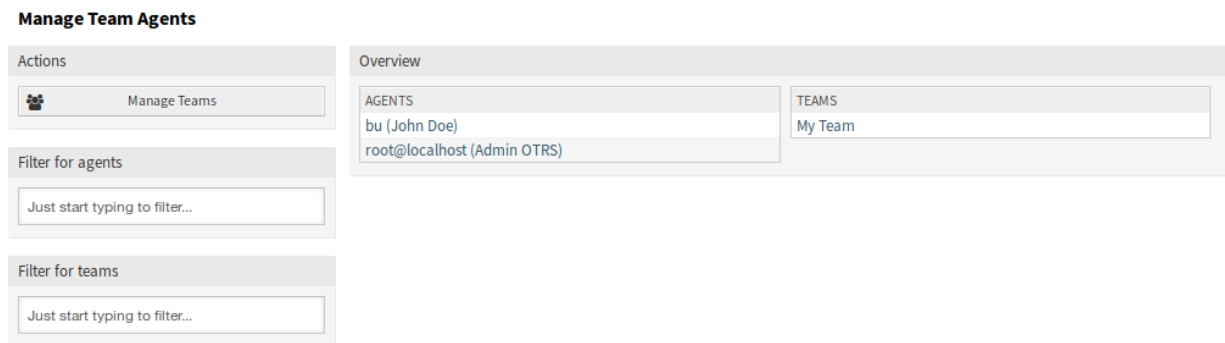 Manage Team Agents
Actions
Manage Teams
Filter for agents
Just start typing to filter...
Filter for teams
Just start typing to filter...
Overview
AGENTS
bu (John Doe)
root@localhost (Admin OTRS)
TEAMS
My Team